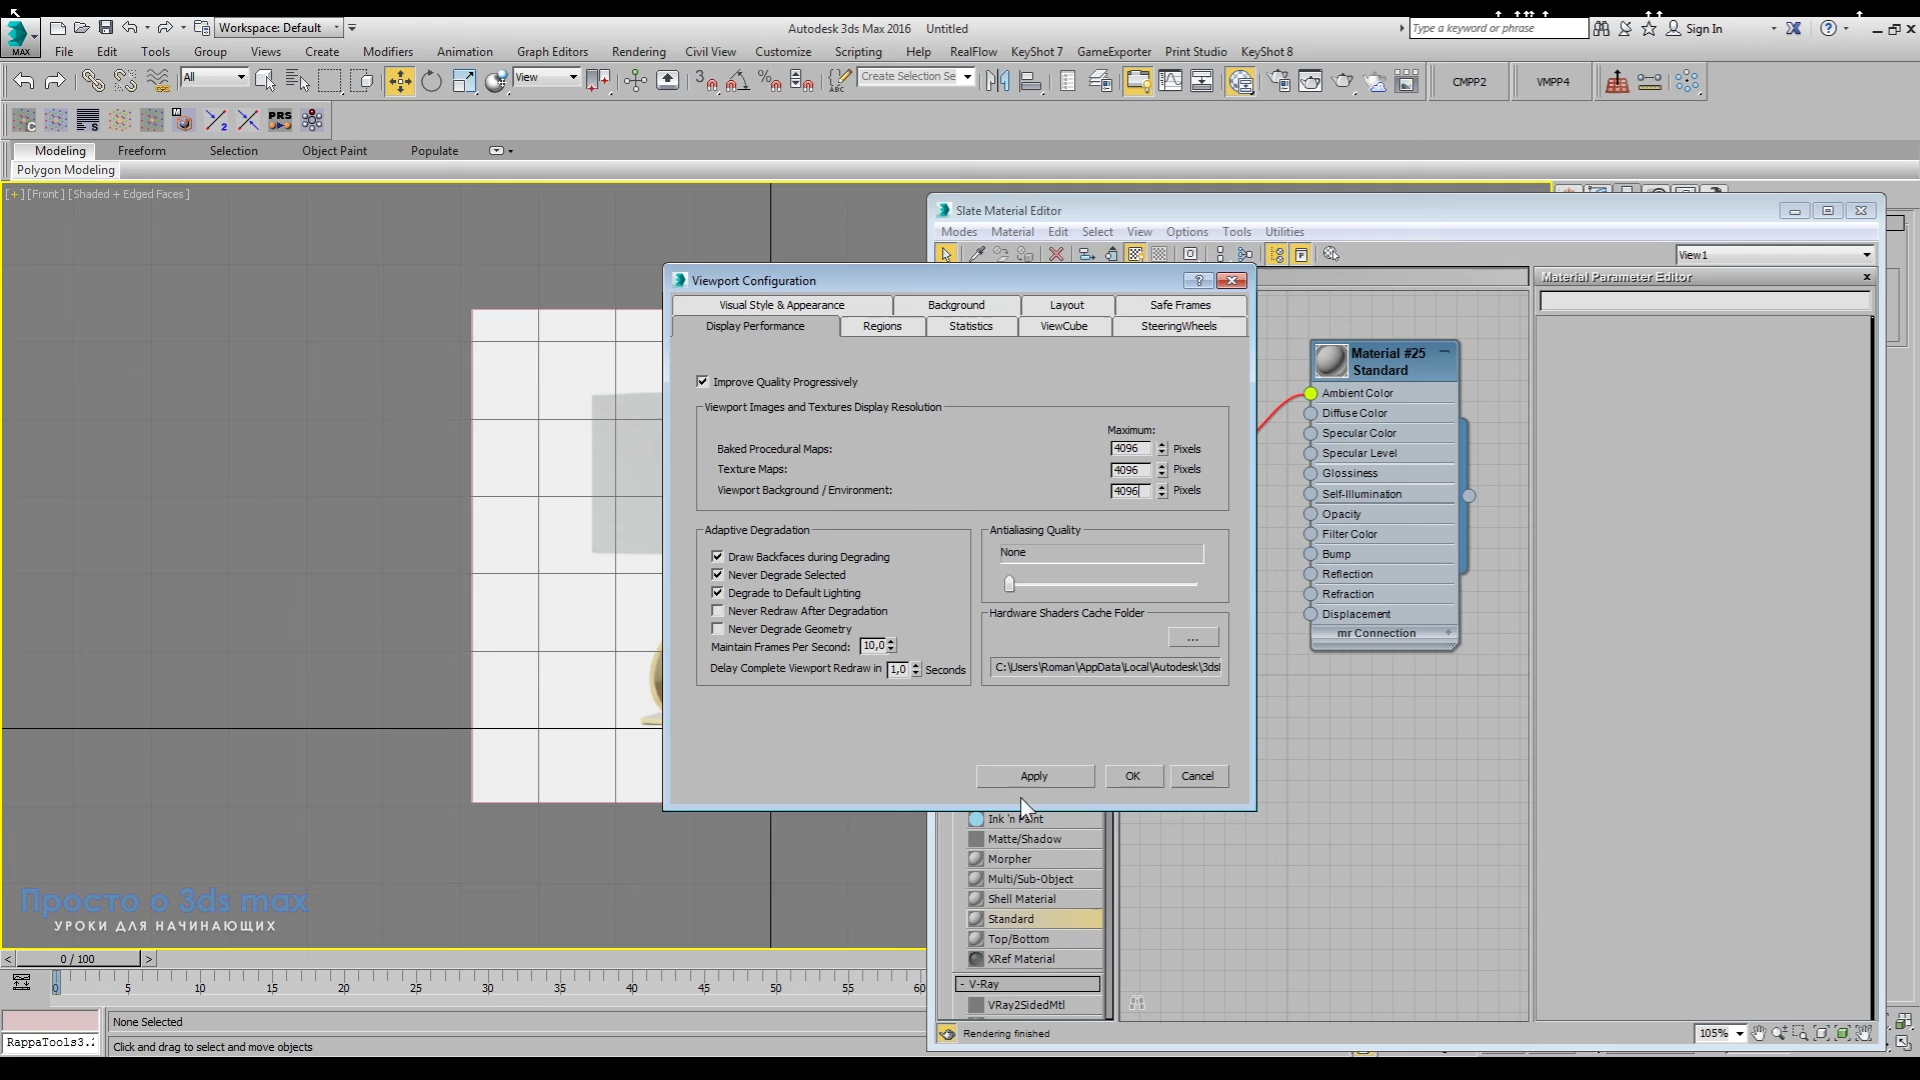 Workspace: Default
Autodesk 3ds Max 2016 Untitled
Type a keyword or phrase
Sign In
MAX
File Edit Tools Group Views Create Modifiers Animation Graph Editors Rendering Civil View Customize Scripting Help RealFlow KeyShot 7 GameExporter Print Studio KeyShot 8
All
View
3
Create Selection Se
CMPP2
VMPP4
PRS
Modeling Freeform Selection Object Paint Populate
Polygon Modeling
[+] [Front] [Shaded + Edged Faces]
Slate Material Editor
Modes Material Edit Select View Options Tools Utilities
View1
Material Parameter Editor
Viewport Configuration
Visual Style & Appearance Background Layout Safe Frames
Display Performance Regions Statistics ViewCube SteeringWheels
Improve Quality Progressively
Viewport Images and Textures Display Resolution
Maximum:
Baked Procedural Maps: 4096 Pixels
Texture Maps: 4096 Pixels
Viewport Background / Environment: 4096 Pixels
Adaptive Degradation
Draw Backfaces during Degrading
Never Degrade Selected
Degrade to Default Lighting
Never Redraw After Degradation
Never Degrade Geometry
Maintain Frames Per Second: 10,0
Delay Complete Viewport Redraw in 1,0 Seconds
Antialiasing Quality
None
Hardware Shaders Cache Folder
...
C:\Users\Roman\AppData\Local\Autodesk\3ds
Apply OK Cancel
Material #25
Standard
Ambient Color
Diffuse Color
Specular Color
Specular Level
Glossiness
Self-Illumination
Opacity
Filter Color
Bump
Reflection
Refraction
Displacement
mr Connection
Ink 'n Paint
Matte/Shadow
Morpher
Multi/Sub-Object
Shell Material
Standard
Top/Bottom
XRef Material
- V-Ray
VRay2SidedMtl
Rendering finished
105%
Просто о 3ds max
УРОКИ ДЛЯ НАЧИНАЮЩИХ
0 / 100
0 5 10 15 20 25 30 35 40 45 50 55
None Selected
RappaTools3.
Click and drag to select and move objects